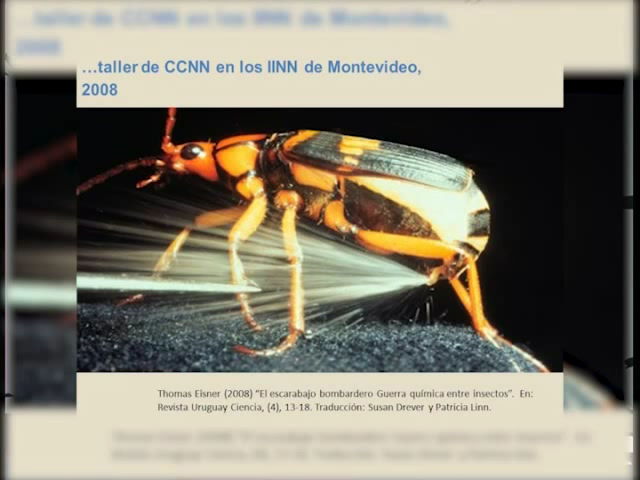 …taller de CCNN en los IINN de Montevideo,
2008
Thomas Eisner (2008) "El escarabajo bombardero Guerra química entre insectos". En:
Revista Uruguay Ciencia, (4), 13-18. Traducción: Susan Drever y Patricia Linn.